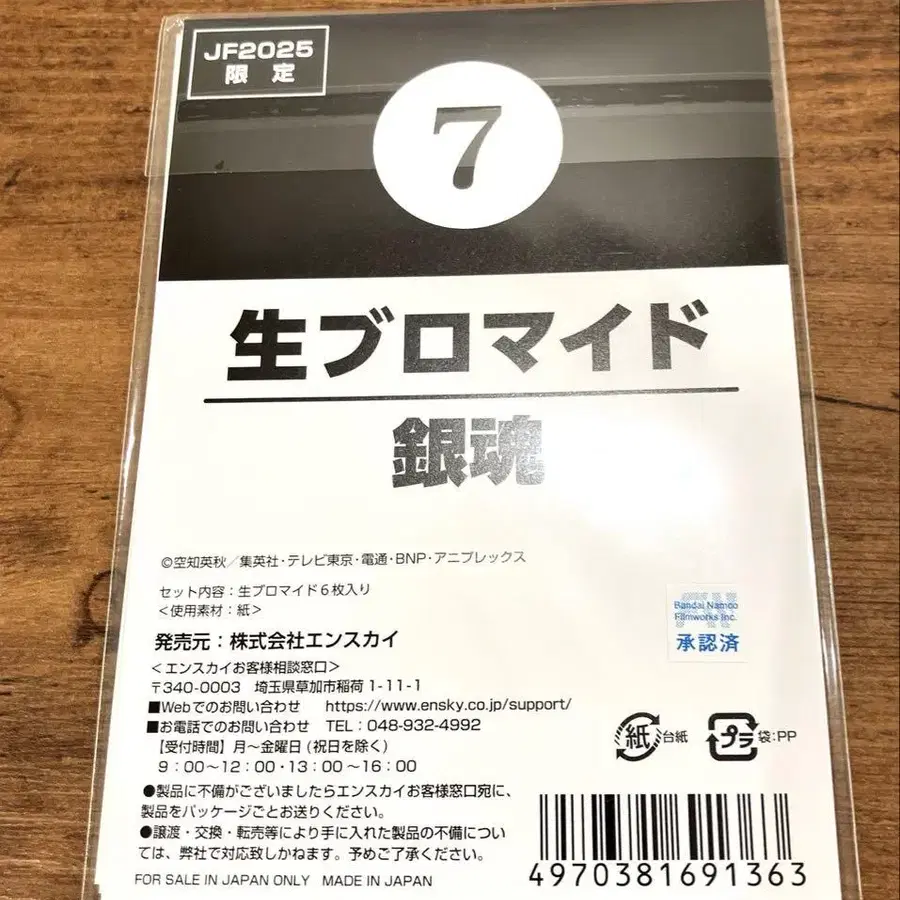 JF2025
限定
7
生ブロマイド
銀魂
©空知英秋／集英社・テレビ東京・電通・BNP・アニプレックス
セット内容：生ブロマイド6枚入り
＜使用素材：紙＞
Bandai Namco
Filmworks Inc.
承認済
発売元：株式会社エンスカイ
＜エンスカイお客様相談窓口＞
〒340-0003　埼玉県草加市稲荷1-11-1
■Webでのお問い合わせ　https://www.ensky.co.jp/support/
■お電話でのお問い合わせ　TEL：048-932-4992
【受付時間】月～金曜日(祝日を除く)
9：00～12：00・13：00～16：00
紙 台紙
プラ 袋：PP
●製品に不備がございましたらエンスカイお客様窓口宛に、
製品をパッケージごとお送りください。
●譲渡・交換・転売等により手に入れた製品の不備につい
ては、弊社で対応致しかねます。予めご了承ください。
FOR SALE IN JAPAN ONLY　MADE IN JAPAN
4970381691363